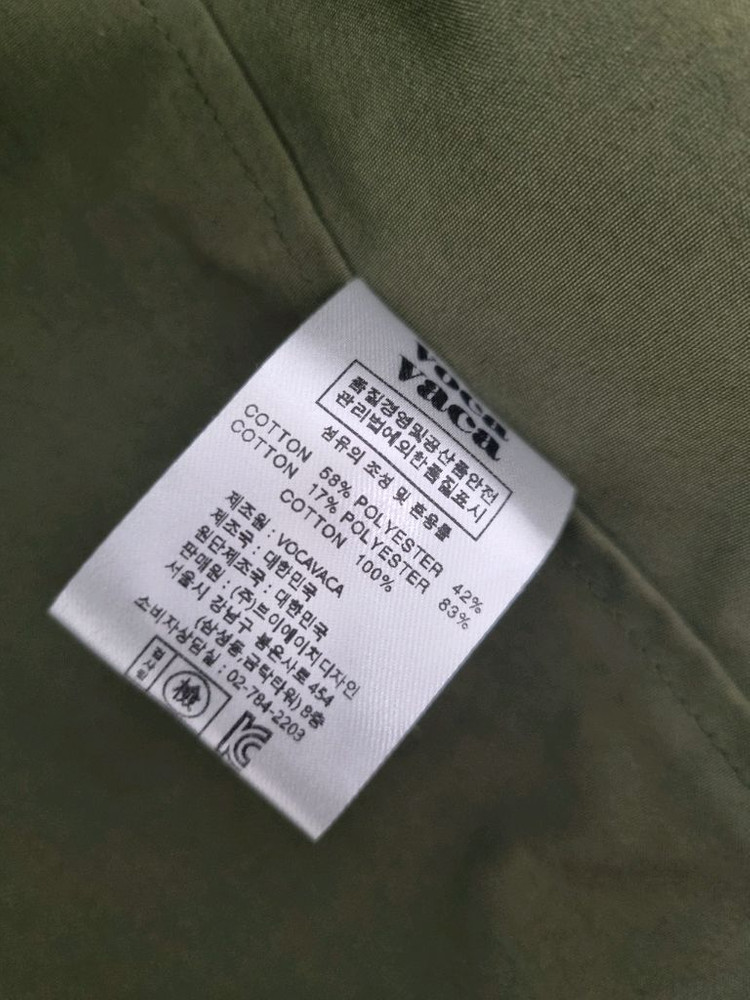 voca
vaca
품질경영및공산품안전
관리법에의한품질표시
섬유의 조성 및 혼용률
COTTON 58% POLYESTER 42%
COTTON 17% POLYESTER 83%
COTTON 100%
제조원 : VOCAVACA
제조국 : 대한민국
원단제조국 : 대한민국
판매원 : (주)브이에이치디자인
서울시 강남구 봉은사로 454
(삼성동,금탁타워) 8층
소비자상담실 : 02-784-2203
검사필
檢